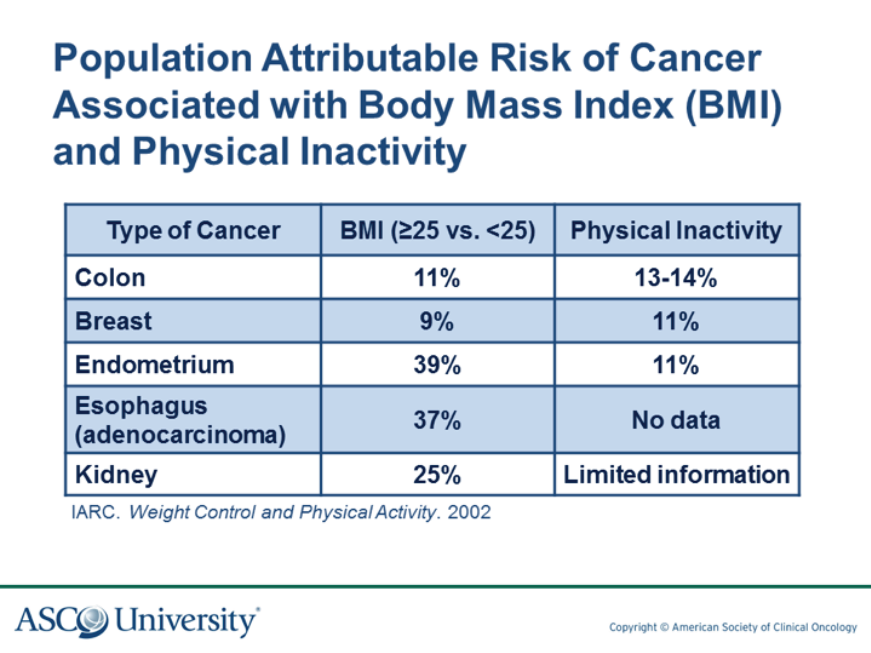 Population Attributable Risk of Cancer
Associated with Body Mass Index (BMI)
and Physical Inactivity
Type of Cancer BMI (≥25 vs. <25) Physical Inactivity
Colon 11% 13-14%
Breast 9% 11%
Endometrium 39% 11%
Esophagus
(adenocarcinoma) 37% No data
Kidney 25% Limited information
IARC. Weight Control and Physical Activity. 2002
ASCO University®
Copyright © American Society of Clinical Oncology